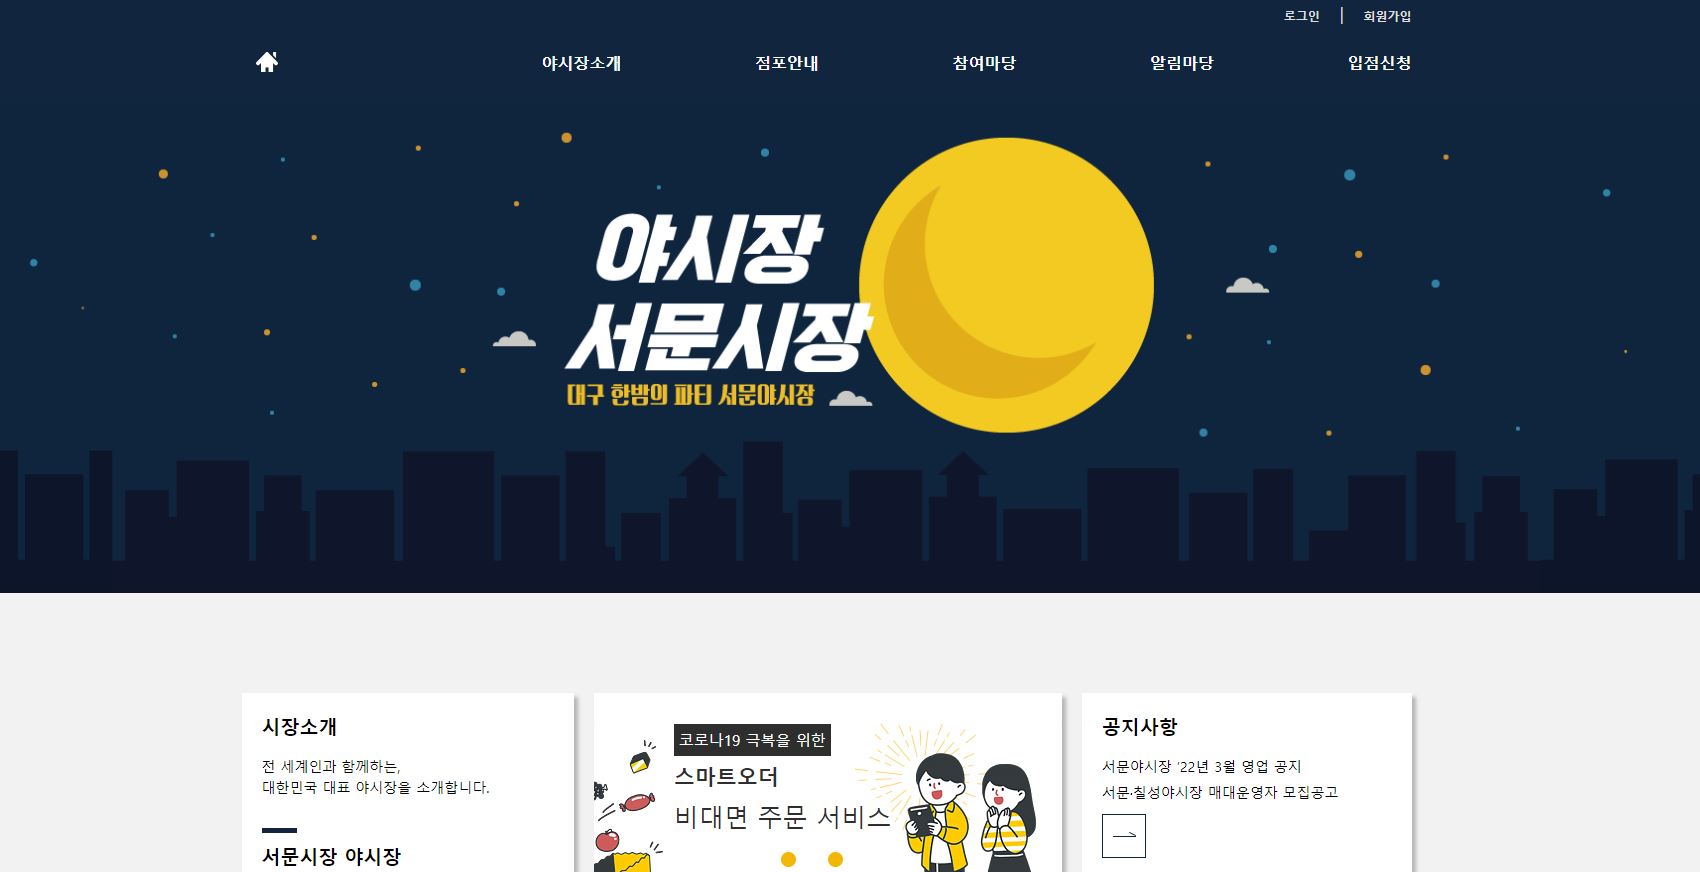 로그인 | 회원가입
야시장소개 점포안내 참여마당 알림마당 입점신청
야시장
서문시장
대구 한밤의 파티 서문야시장
시장소개
전 세계인과 함께하는,
대한민국 대표 야시장을 소개합니다.
서문시장 야시장
코로나19 극복을 위한
스마트오더
비대면 주문 서비스
공지사항
서문야시장 ‘22년 3월 영업 공지
서문·칠성야시장 매대운영자 모집공고